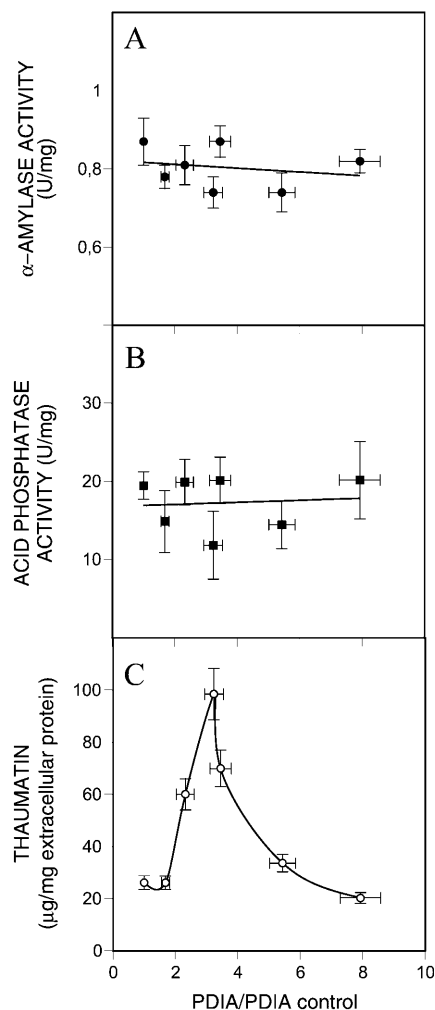 A
α–AMYLASE ACTIVITY
(U/mg)
1
0,8
0,6
B
ACID PHOSPHATASE
ACTIVITY (U/mg)
30
20
10
C
THAUMATIN
(μg/mg extracellular protein)
100
80
60
40
20
0
0 2 4 6 8 10
PDIA/PDIA control